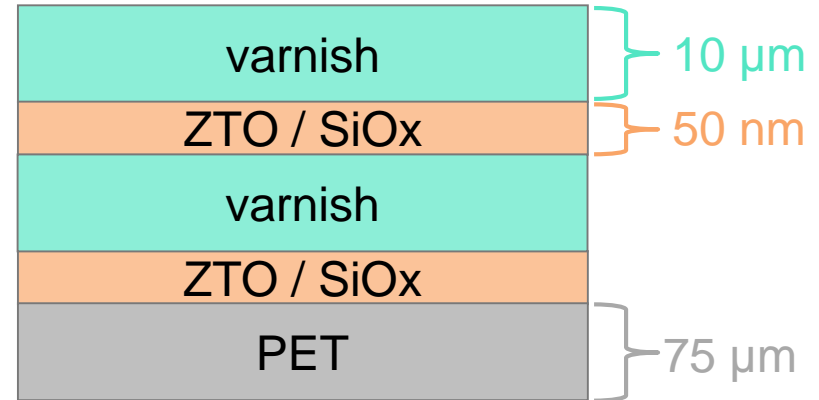 varnish
10 µm
ZTO / SiOx
50 nm
varnish
ZTO / SiOx
PET
75 µm